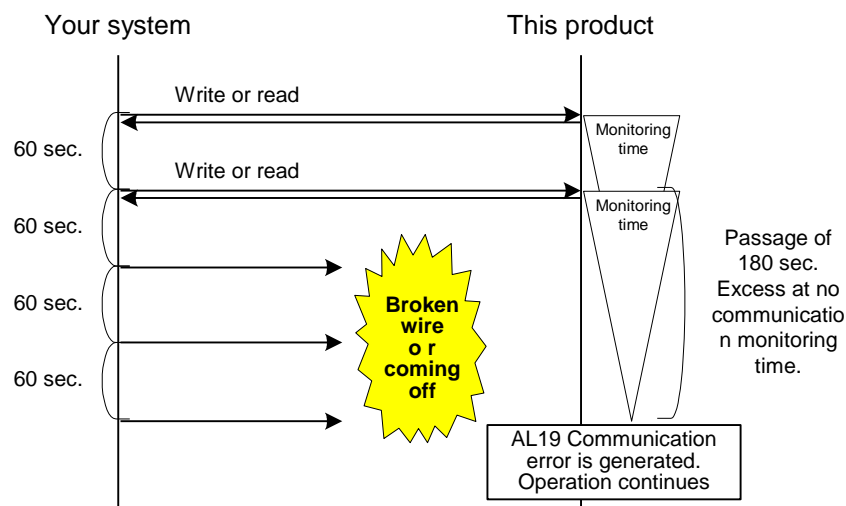 Your system
This product
Write or read
Monitoring
time
60 sec.
Write or read
Monitoring
time
60 sec.
Passage of
180 sec.
Excess at no
communicatio
n monitoring
time.
Broken
wire
o r
coming
off
60 sec.
60 sec.
AL19 Communication
error is generated.
Operation continues